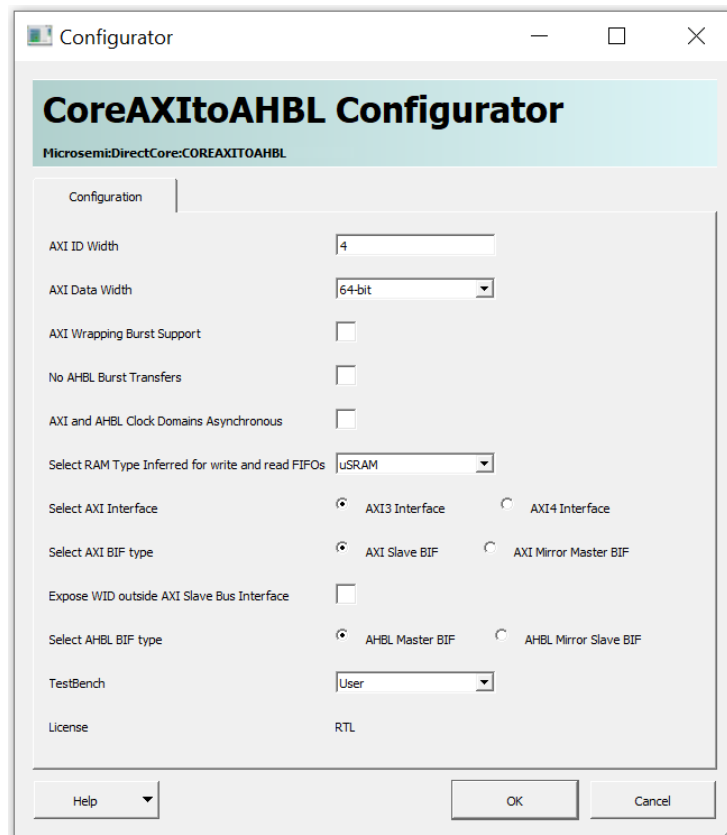 Configurator
CoreAXItoAHBL Configurator
Microsemi:DirectCore:COREAXITOAHBL
Configuration
AXI ID Width 4
AXI Data Width 64-bit
AXI Wrapping Burst Support
No AHBL Burst Transfers
AXI and AHBL Clock Domains Asynchronous
Select RAM Type Inferred for write and read FIFOs uSRAM
Select AXI Interface AXI3 Interface AXI4 Interface
Select AXI BIF type AXI Slave BIF AXI Mirror Master BIF
Expose WID outside AXI Slave Bus Interface
Select AHBL BIF type AHBL Master BIF AHBL Mirror Slave BIF
TestBench User
License RTL
Help OK Cancel